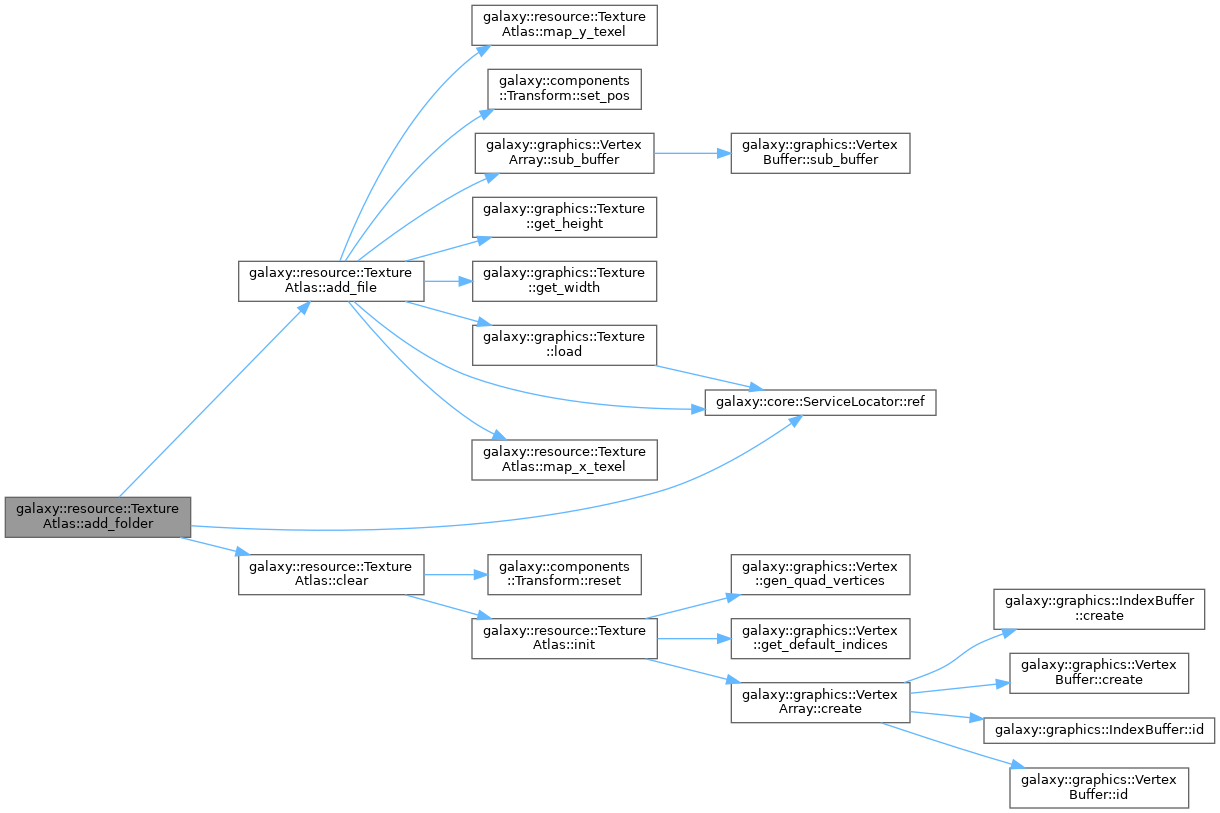 galaxy::resource::Texture
Atlas::map_y_texel
galaxy::components
::Transform::set_pos
galaxy::graphics::Vertex
Array::sub_buffer
galaxy::graphics::Vertex
Buffer::sub_buffer
galaxy::graphics::Texture
::get_height
galaxy::resource::Texture
Atlas::add_file
galaxy::graphics::Texture
::get_width
galaxy::graphics::Texture
::load
galaxy::core::ServiceLocator::ref
galaxy::resource::Texture
Atlas::map_x_texel
galaxy::resource::Texture
Atlas::add_folder
galaxy::resource::Texture
Atlas::clear
galaxy::components
::Transform::reset
galaxy::graphics::Vertex
::gen_quad_vertices
galaxy::resource::Texture
Atlas::init
galaxy::graphics::Vertex
::get_default_indices
galaxy::graphics::Vertex
Array::create
galaxy::graphics::IndexBuffer
::create
galaxy::graphics::Vertex
Buffer::create
galaxy::graphics::IndexBuffer::id
galaxy::graphics::Vertex
Buffer::id